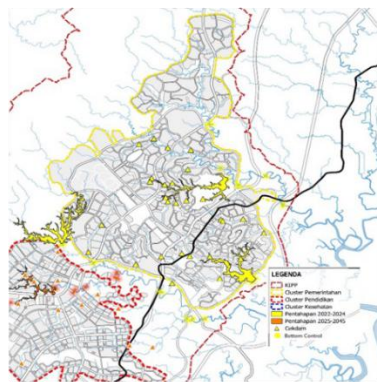 LEGENDA
KIPP
Cluster Pemerintahan
Cluster Pendidikan
Cluster Kesehatan
Pentahapan 2022-2024
Pentahapan 2025-2045
Cekdam
Bottom Control